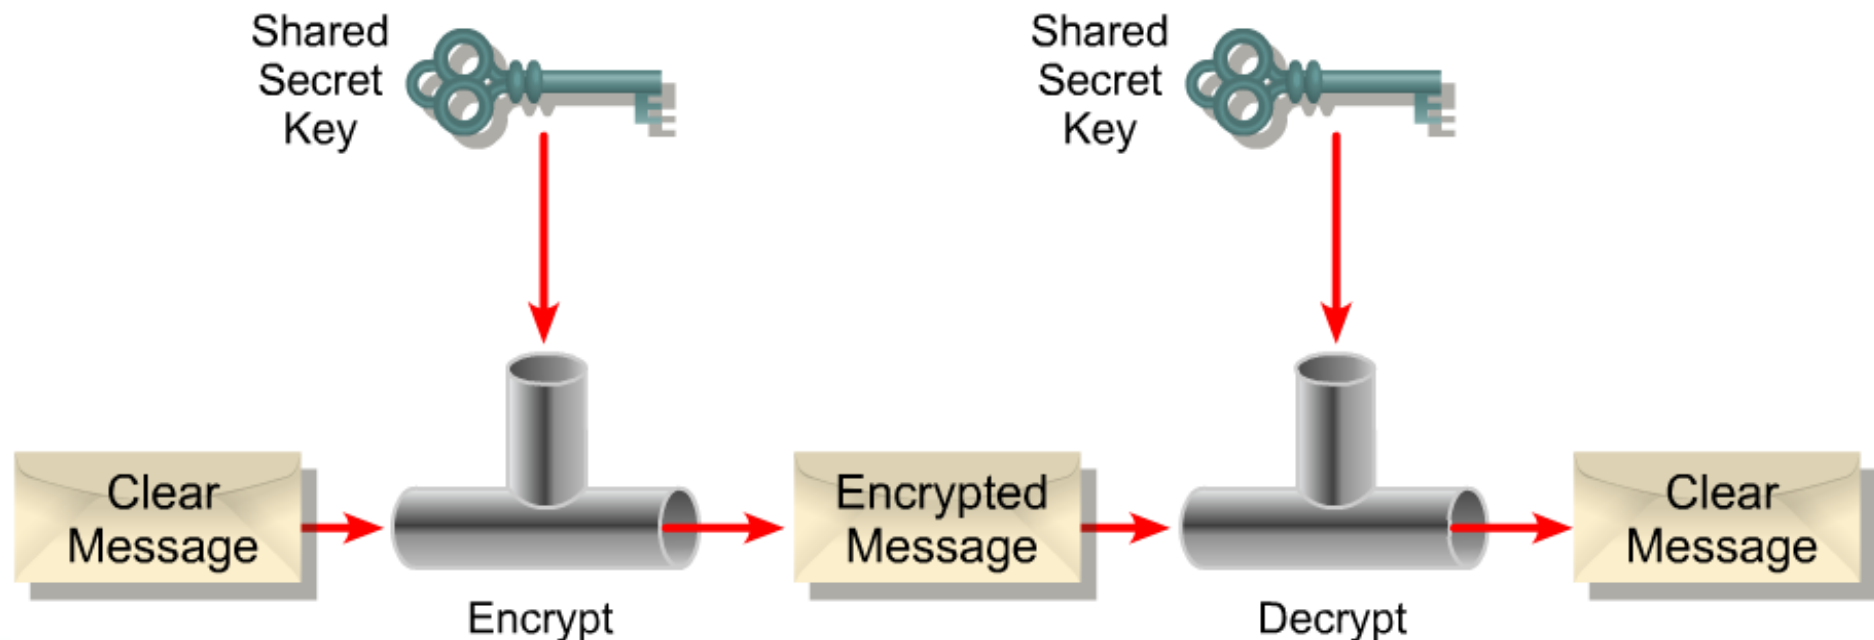 Shared
Secret
Key
Shared
Secret
Key
Clear
Message
Encrypted
Message
Clear
Message
Encrypt
Decrypt